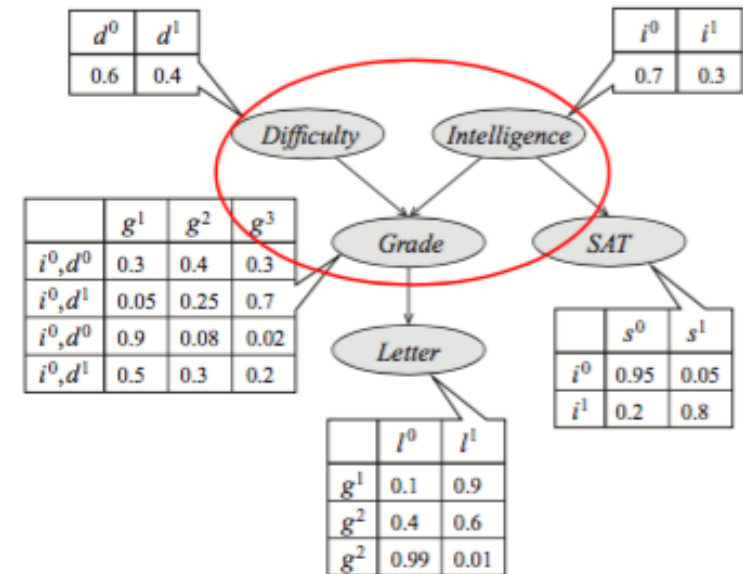 d⁰ d¹
0.6 0.4
i⁰ i¹
0.7 0.3
Difficulty
Intelligence
g¹ g² g³
i⁰,d⁰ 0.3 0.4 0.3
i⁰,d¹ 0.05 0.25 0.7
i⁰,d⁰ 0.9 0.08 0.02
i⁰,d¹ 0.5 0.3 0.2
Grade
SAT
Letter
s⁰ s¹
i⁰ 0.95 0.05
i¹ 0.2 0.8
l⁰ l¹
g¹ 0.1 0.9
g² 0.4 0.6
g² 0.99 0.01